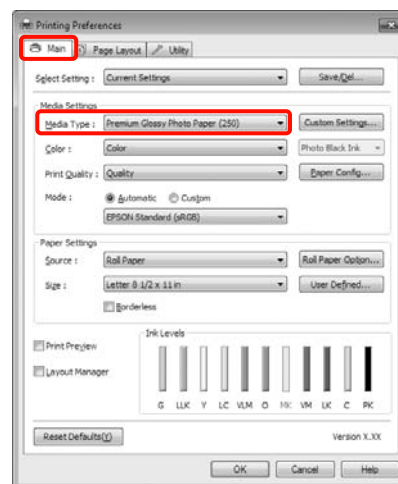 Printing Preferences
Main Page Layout Utility
Select Setting : Current Settings Save/Del...
Media Settings
Media Type : Premium Glossy Photo Paper (250) Custom Settings...
Color : Color Photo Black Ink
Print Quality : Quality Paper Config...
Mode : Automatic Custom
EPSON Standard (sRGB)
Paper Settings
Source : Roll Paper Roll Paper Option...
Size : Letter 8 1/2 x 11 in User Defined...
Borderless
Ink Levels
Print Preview
Layout Manager
G LLK Y LC VLM O MK VM LK C PK
Reset Defaults(Y) Version X.XX
OK Cancel Help